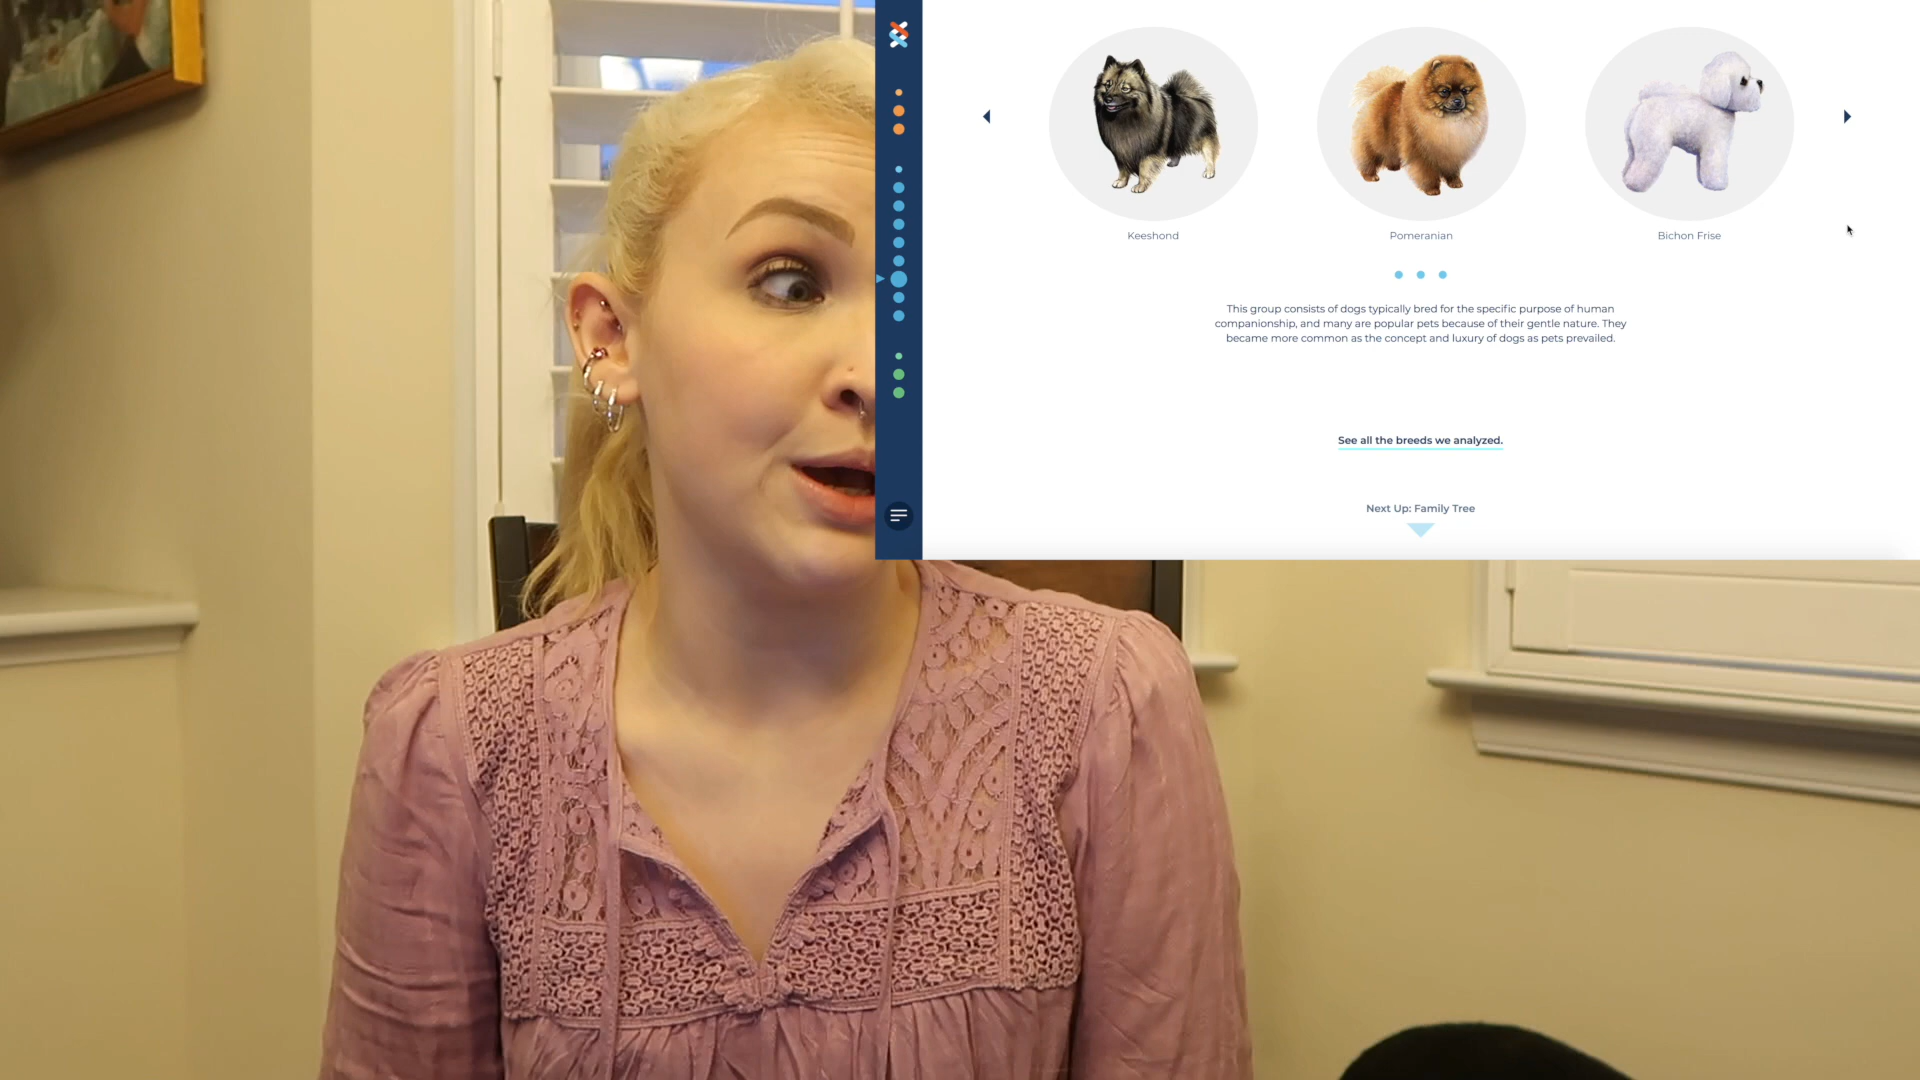 Keeshond
Pomeranian
Bichon Frise
This group consists of dogs typically bred for the specific purpose of human
companionship, and many are popular pets because of their gentle nature. They
became more common as the concept and luxury of dogs as pets prevailed.
See all the breeds we analyzed.
Next Up: Family Tree